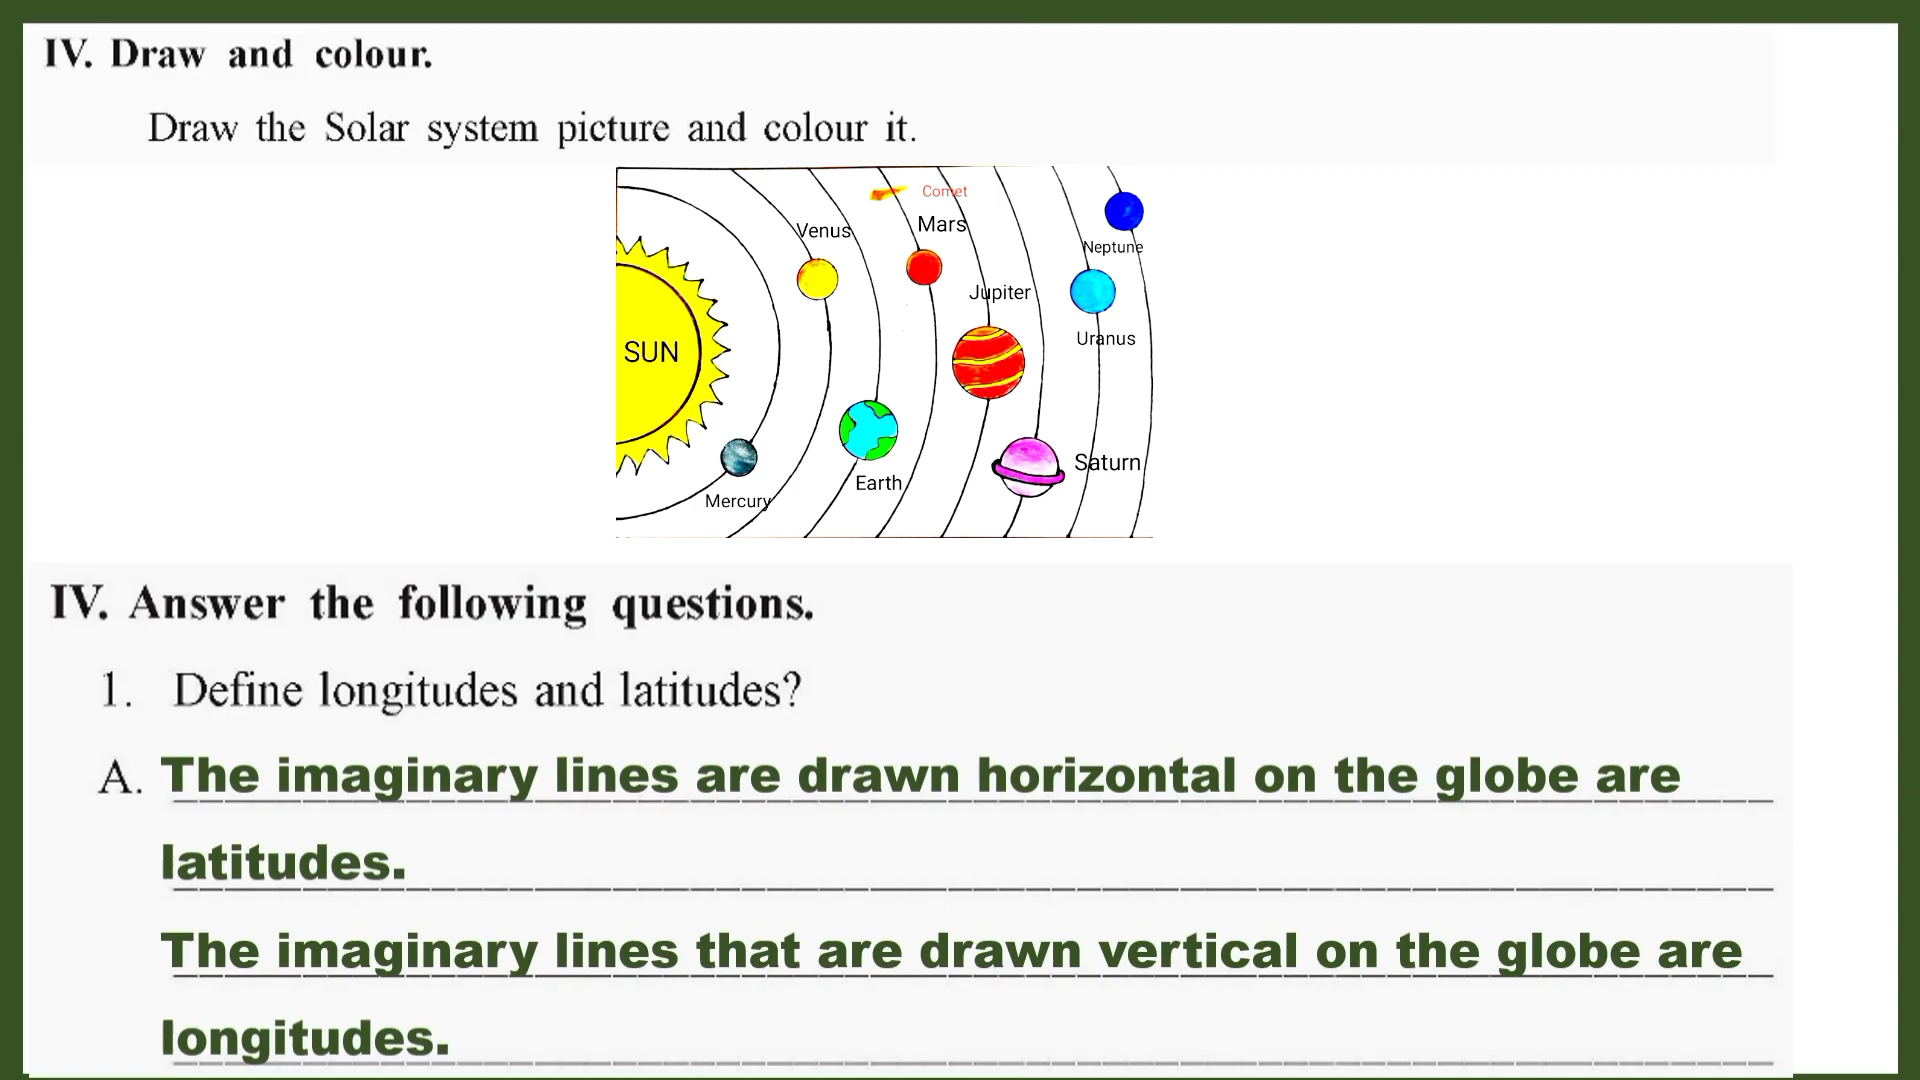 IV. Draw and colour.
Draw the Solar system picture and colour it.
Comet
Mars
Venus
Neptune
Jupiter
Uranus
SUN
Saturn
Earth
Mercury
IV. Answer the following questions.
1. Define longitudes and latitudes?
A. The imaginary lines are drawn horizontal on the globe are
latitudes.
The imaginary lines that are drawn vertical on the globe are
longitudes.